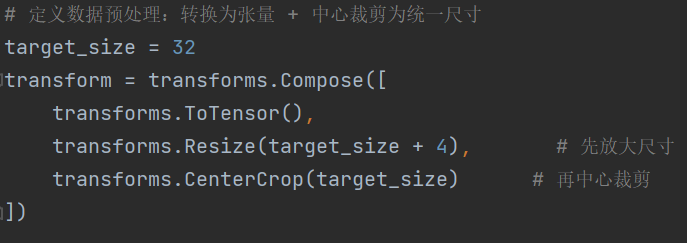 # 定义数据预处理：转换为张量 + 中心裁剪为统一尺寸
target_size = 32
transform = transforms.Compose([
    transforms.ToTensor(),
    transforms.Resize(target_size + 4),       # 先放大尺寸
    transforms.CenterCrop(target_size)      # 再中心裁剪
])